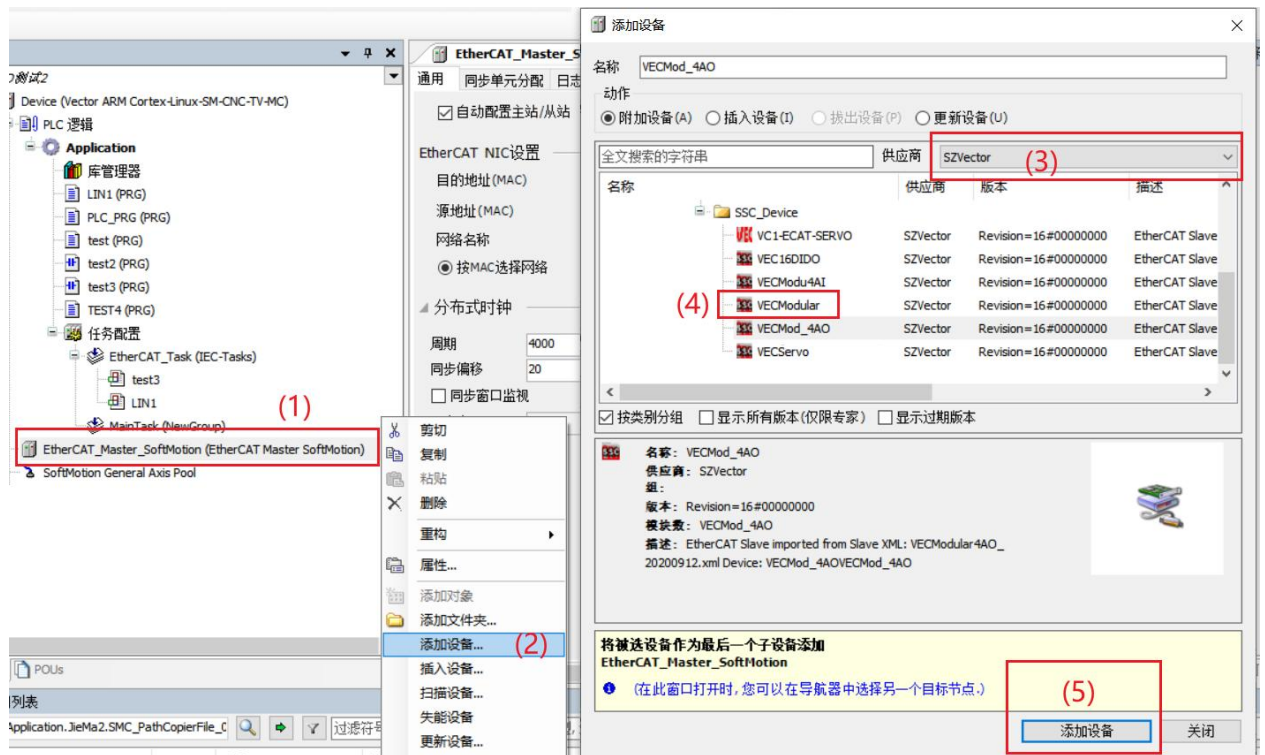 测试2
Device (Vector ARM Cortex-Linux-SM-CNC-TV-MC)
PLC 逻辑
Application
库管理器
LIN1 (PRG)
PLC_PRG (PRG)
test (PRG)
test2 (PRG)
test3 (PRG)
TEST4 (PRG)
任务配置
EtherCAT_Task (IEC-Tasks)
test3
LIN1
(1)
MainTask (NewGroup)
EtherCAT_Master_SoftMotion (EtherCAT Master SoftMotion)
SoftMotion General Axis Pool
POUs
列表
Application.JieMa2.SMC_PathCopierFile_
过滤符
EtherCAT_Master_S
通用 同步单元分配 日志
自动配置主站/从站
EtherCAT NIC设置
目的地址(MAC)
源地址(MAC)
网络名称
按MAC选择网络
分布式时钟
周期 4000
同步偏移 20
同步窗口监视
剪切
复制
粘贴
删除
重构
属性...
添加对象
添加文件夹...
添加设备... (2)
插入设备...
扫描设备...
失能设备
更新设备...
添加设备
名称 VECMod_4AO
动作
附加设备(A) 插入设备(I) 拔出设备(P) 更新设备(U)
全文搜索的字符串 供应商 SZVector (3)
名称 供应商 版本 描述
SSC_Device
VEC VC1-ECAT-SERVO SZVector Revision=16#00000000 EtherCAT Slave
SSC VEC16DIDO SZVector Revision=16#00000000 EtherCAT Slave
SSC VECModu4AI SZVector Revision=16#00000000 EtherCAT Slave
(4) SSC VECModular SZVector Revision=16#00000000 EtherCAT Slave
SSC VECMod_4AO SZVector Revision=16#00000000 EtherCAT Slave
SSC VECServo SZVector Revision=16#00000000 EtherCAT Slave
按类别分组 显示所有版本(仅限专家) 显示过期版本
SSC 名称: VECMod_4AO
供应商: SZVector
组:
版本: Revision=16#00000000
模块数: VECMod_4AO
描述: EtherCAT Slave imported from Slave XML: VECModular4AO_
20200912.xml Device: VECMod_4AOVECMod_4AO
将被选设备作为最后一个子设备添加
EtherCAT_Master_SoftMotion
(在此窗口打开时,您可以在导航器中选择另一个目标节点.)
(5)
添加设备 关闭